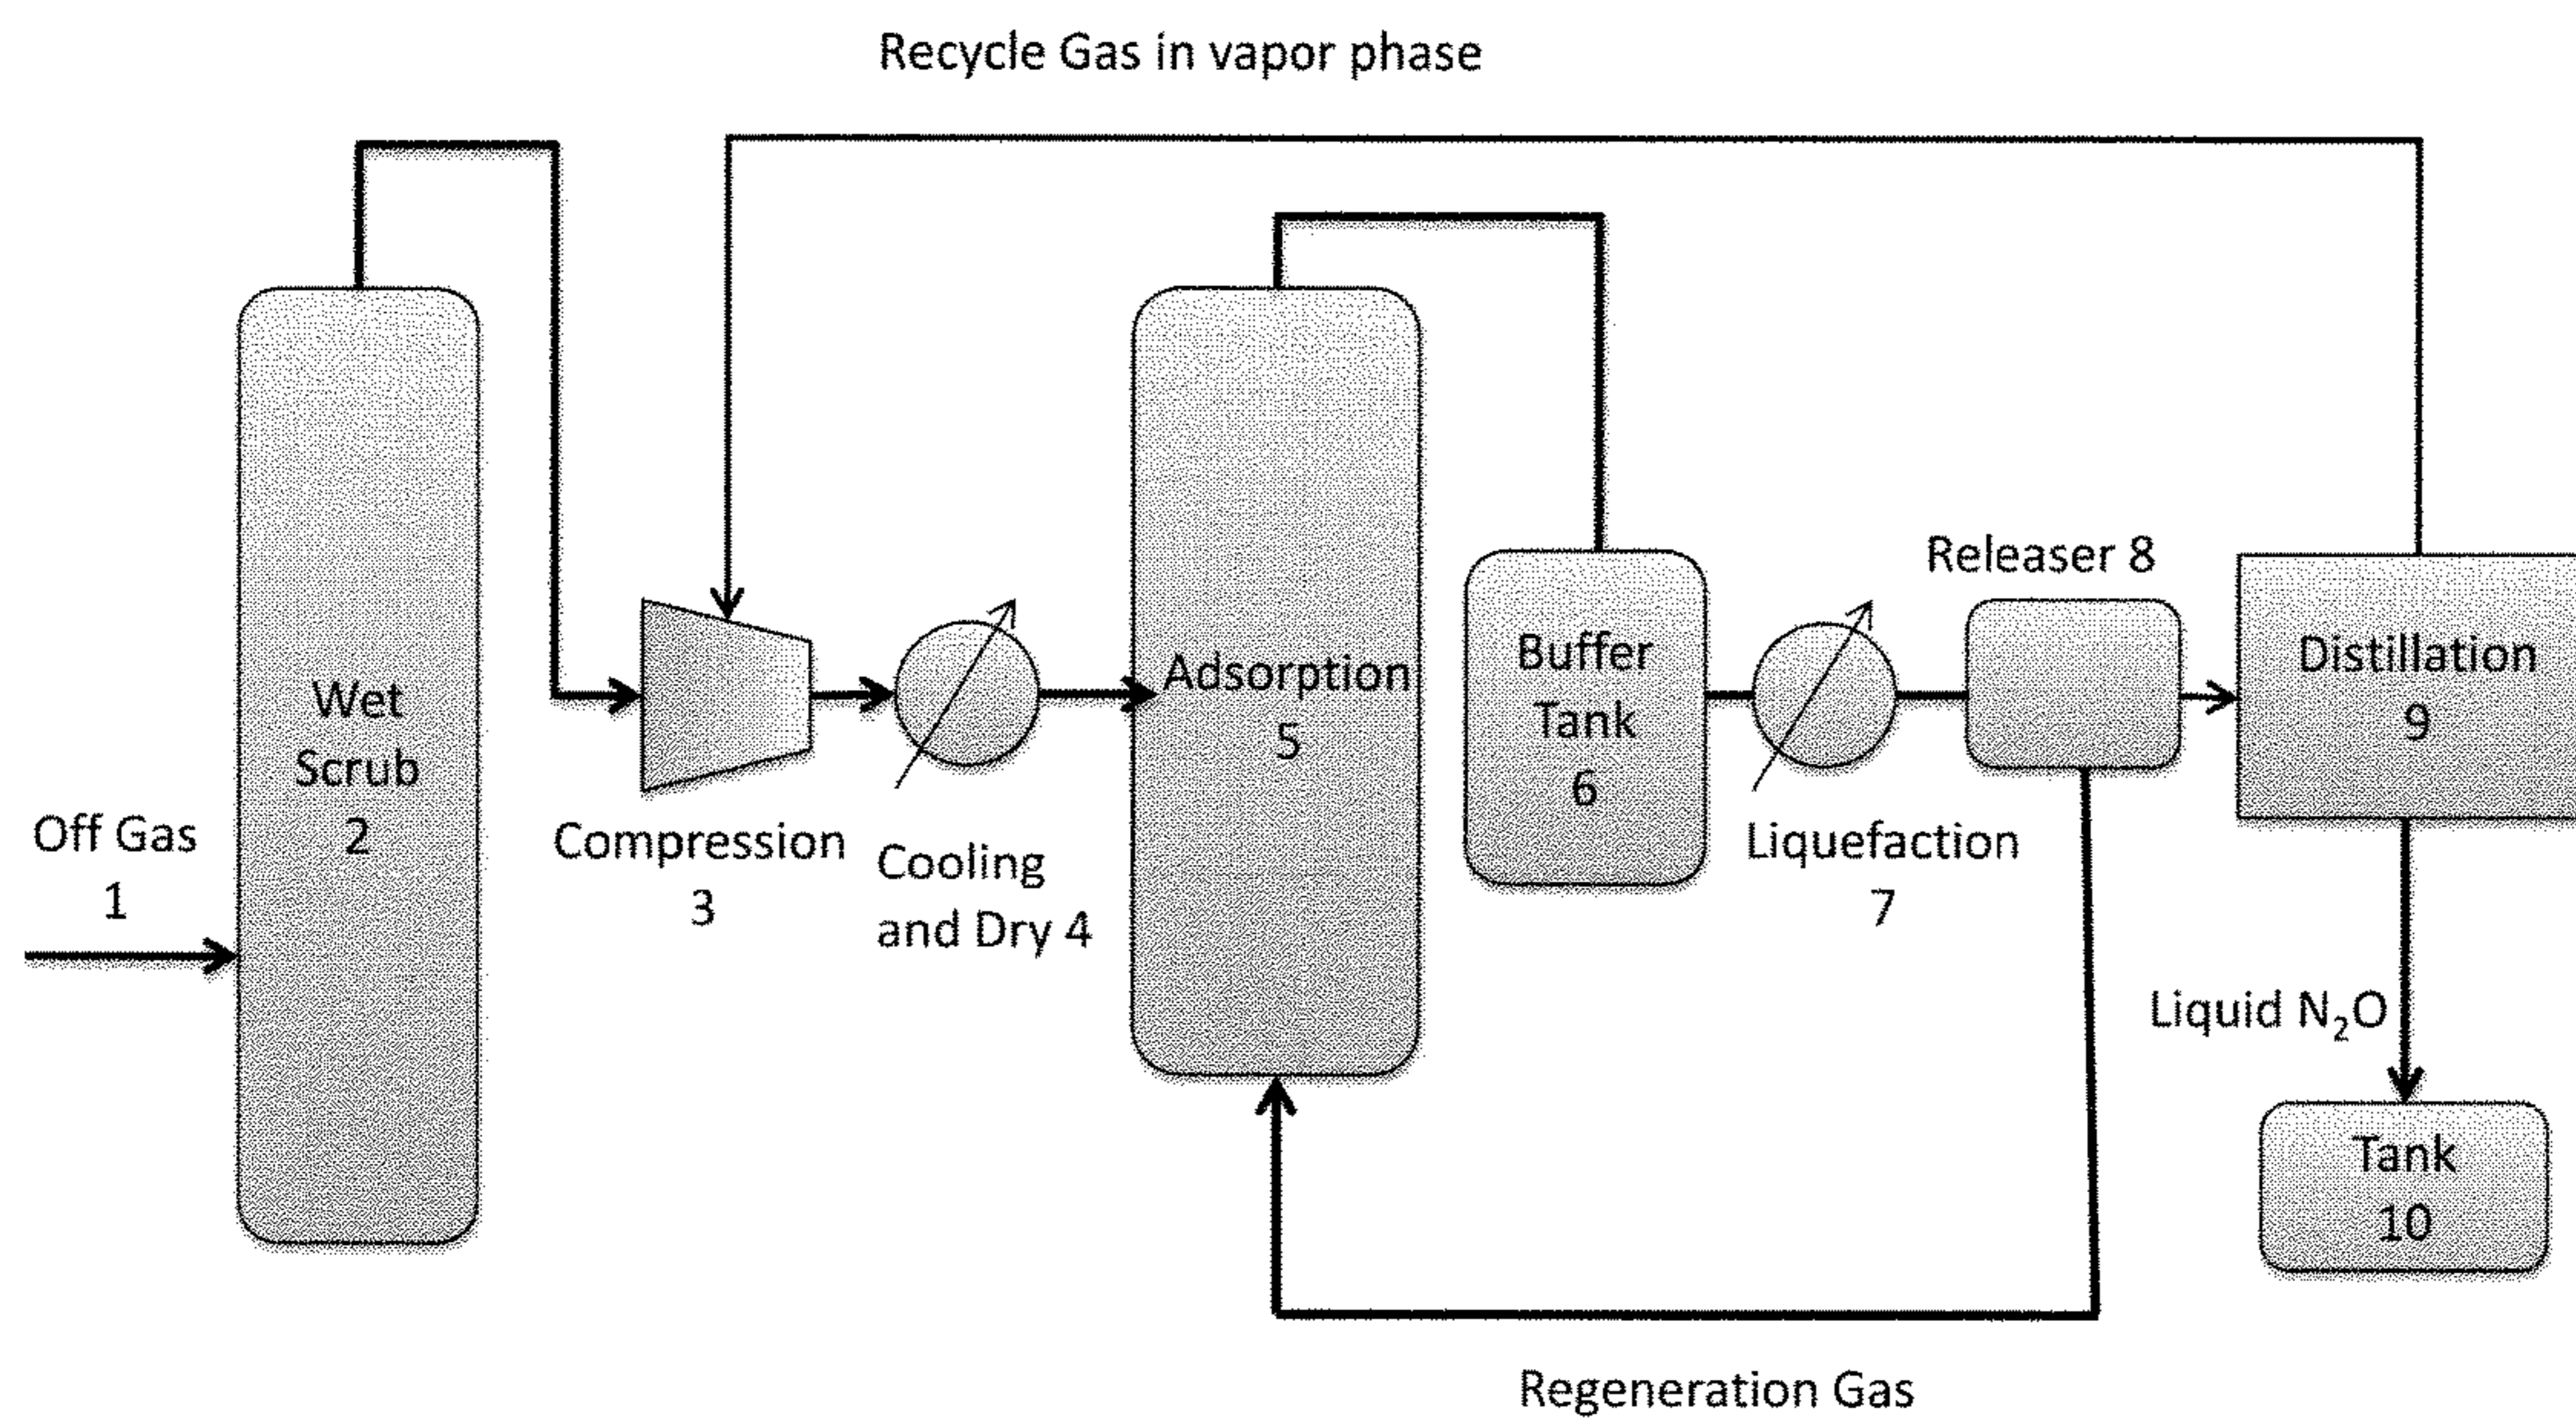 Recycle Gas in vapor phase
Off Gas
1
Wet
Scrub
2
Compression
3
Cooling
and Dry 4
Adsorption
5
Buffer
Tank
6
Liquefaction
7
Releaser 8
Distillation
9
Liquid N₂O
Tank
10
Regeneration Gas